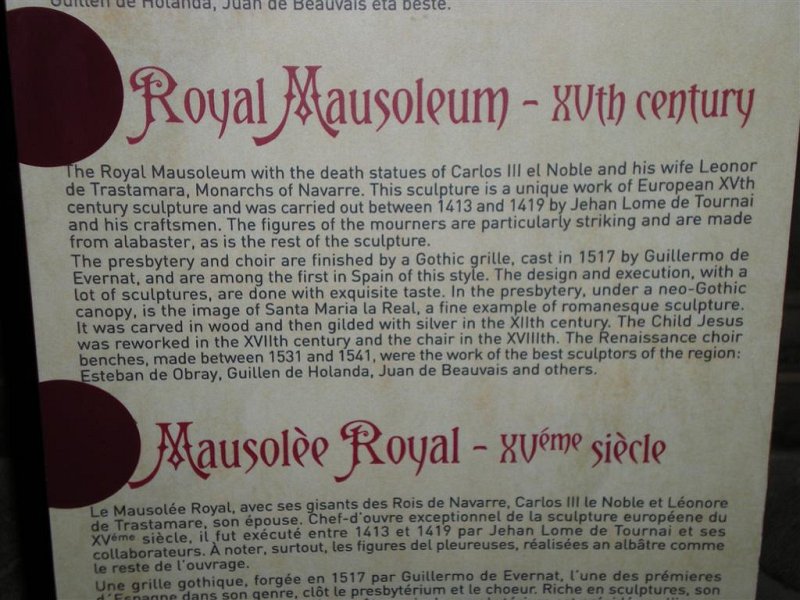 Guillen de Holanda, Juan de Beauvais eta beste.
Royal Mausoleum - XVth century
The Royal Mausoleum with the death statues of Carlos III el Noble and his wife Leonor
de Trastamara, Monarchs of Navarre. This sculpture is a unique work of European XVth
century sculpture and was carried out between 1413 and 1419 by Jehan Lome de Tournai
and his craftsmen. The figures of the mourners are particularly striking and are made
from alabaster, as is the rest of the sculpture.
The presbytery and choir are finished by a Gothic grille, cast in 1517 by Guillermo de
Evernat, and are among the first in Spain of this style. The design and execution, with a
lot of sculptures, are done with exquisite taste. In the presbytery, under a neo-Gothic
canopy, is the image of Santa Maria la Real, a fine example of romanesque sculpture.
It was carved in wood and then gilded with silver in the XIIth century. The Child Jesus
was reworked in the XVIIth century and the chair in the XVIIIth. The Renaissance choir
benches, made between 1531 and 1541, were the work of the best sculptors of the region:
Esteban de Obray, Guillen de Holanda, Juan de Beauvais and others.
Mausolèe Royal - XVéme siècle
Le Mausolée Royal, avec ses gisants des Rois de Navarre, Carlos III le Noble et Léonore
de Trastamare, son épouse. Chef-d'ouvre exceptionnel de la sculpture européene du
XVéme siècle, il fut exécuté entre 1413 et 1419 par Jehan Lome de Tournai et ses
collaborateurs. À noter, surtout, les figures del pleureuses, réalisées an albâtre comme
le reste de l'ouvrage.
Une grille gothique, forgée en 1517 par Guillermo de Evernat, l'une des prémieres
d'Espagne dans son genre, clôt le presbytérium et le choeur. Riche en sculptures, son